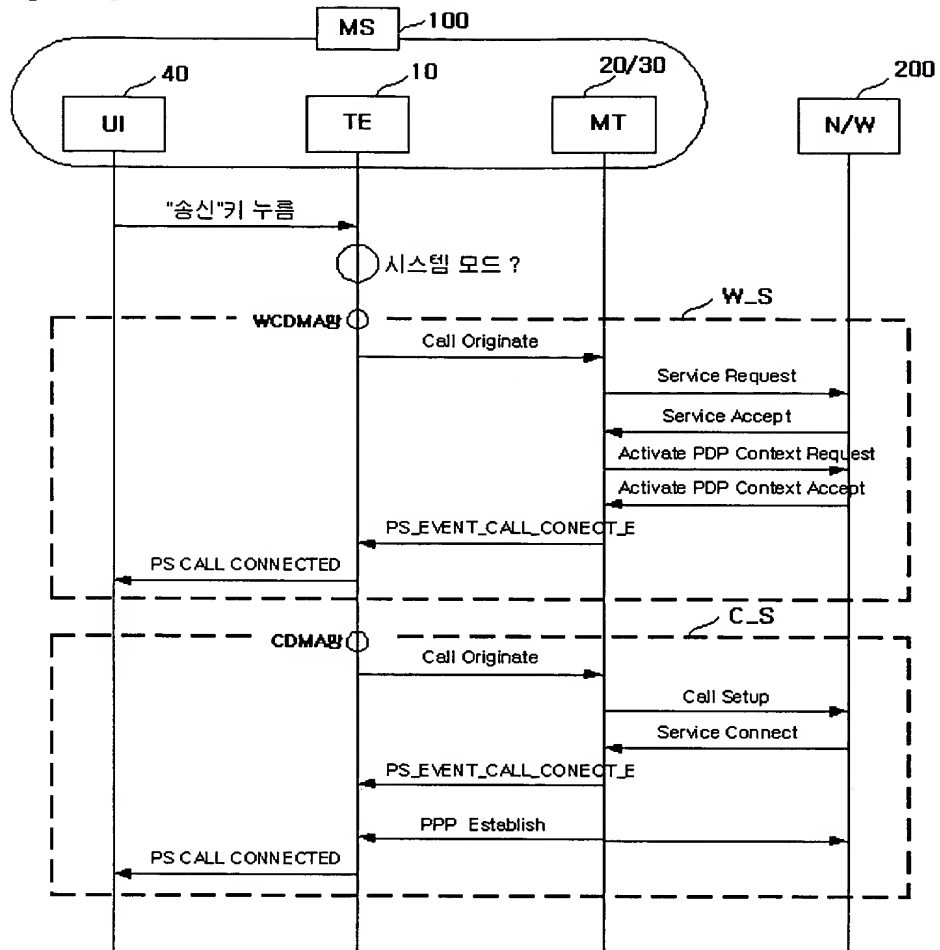 MS
100
40
10
20/30
200
UI
TE
MT
N/W
"송신"키 누름
시스템 모드 ?
W_S
WCDMA망
Call Originate
Service Request
Service Accept
Activate PDP Context Request
Activate PDP Context Accept
PS_EVENT_CALL_CONECT_E
PS CALL CONNECTED
C_S
CDMA망
Call Originate
Call Setup
Service Connect
PS_EVENT_CALL_CONECT_E
PPP Establish
PS CALL CONNECTED